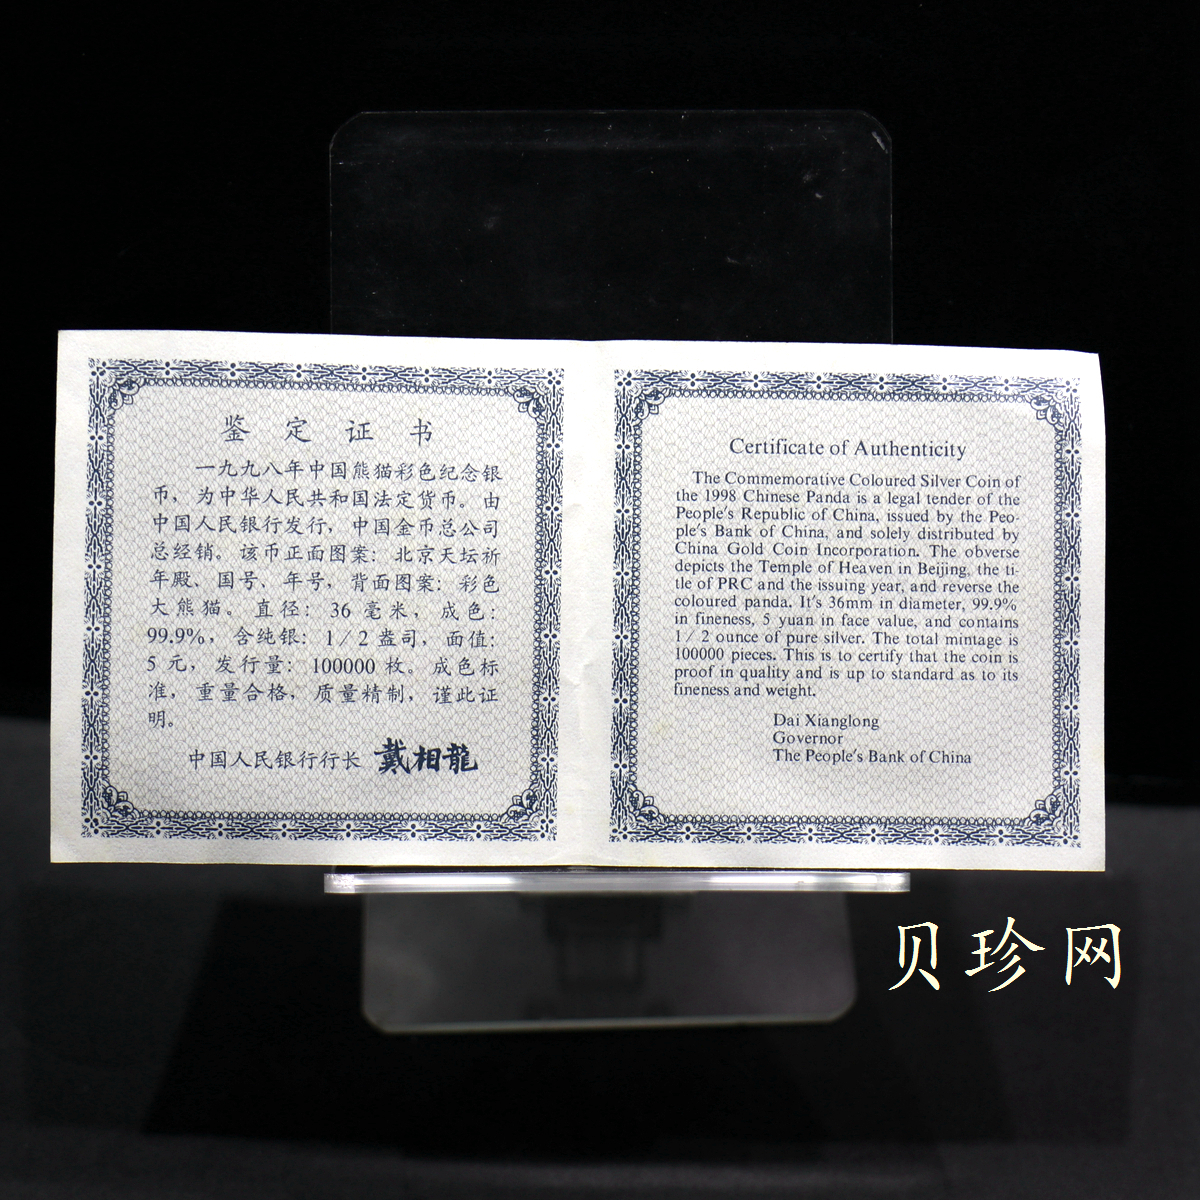 鉴定证书
一九九八年中国熊猫彩色纪念银
币，为中华人民共和国法定货币。由
中国人民银行发行，中国金币总公司
总经销。该币正面图案：北京天坛祈
年殿、国号、年号，背面图案：彩色
大熊猫。直径：36毫米，成色：
99.9%，含纯银：1/2盎司，面值：
5元，发行量：100000枚。成色标
准，重量合格，质量精制，谨此证
明。
中国人民银行行长 戴相龍
Certificate of Authenticity
The Commemorative Coloured Silver Coin of
the 1998 Chinese Panda is a legal tender of the
People's Republic of China, issued by the Peo-
ple's Bank of China, and solely distributed by
China Gold Coin Incorporation. The obverse
depicts the Temple of Heaven in Beijing, the ti-
tle of PRC and the issuing year, and reverse the
coloured panda. It's 36mm in diameter, 99.9%
in fineness, 5 yuan in face value, and contains
1/2 ounce of pure silver. The total mintage is
100000 pieces. This is to certify that the coin is
proof in quality and is up to standard as to its
fineness and weight.
Dai Xianglong
Governor
The People's Bank of China
贝珍网